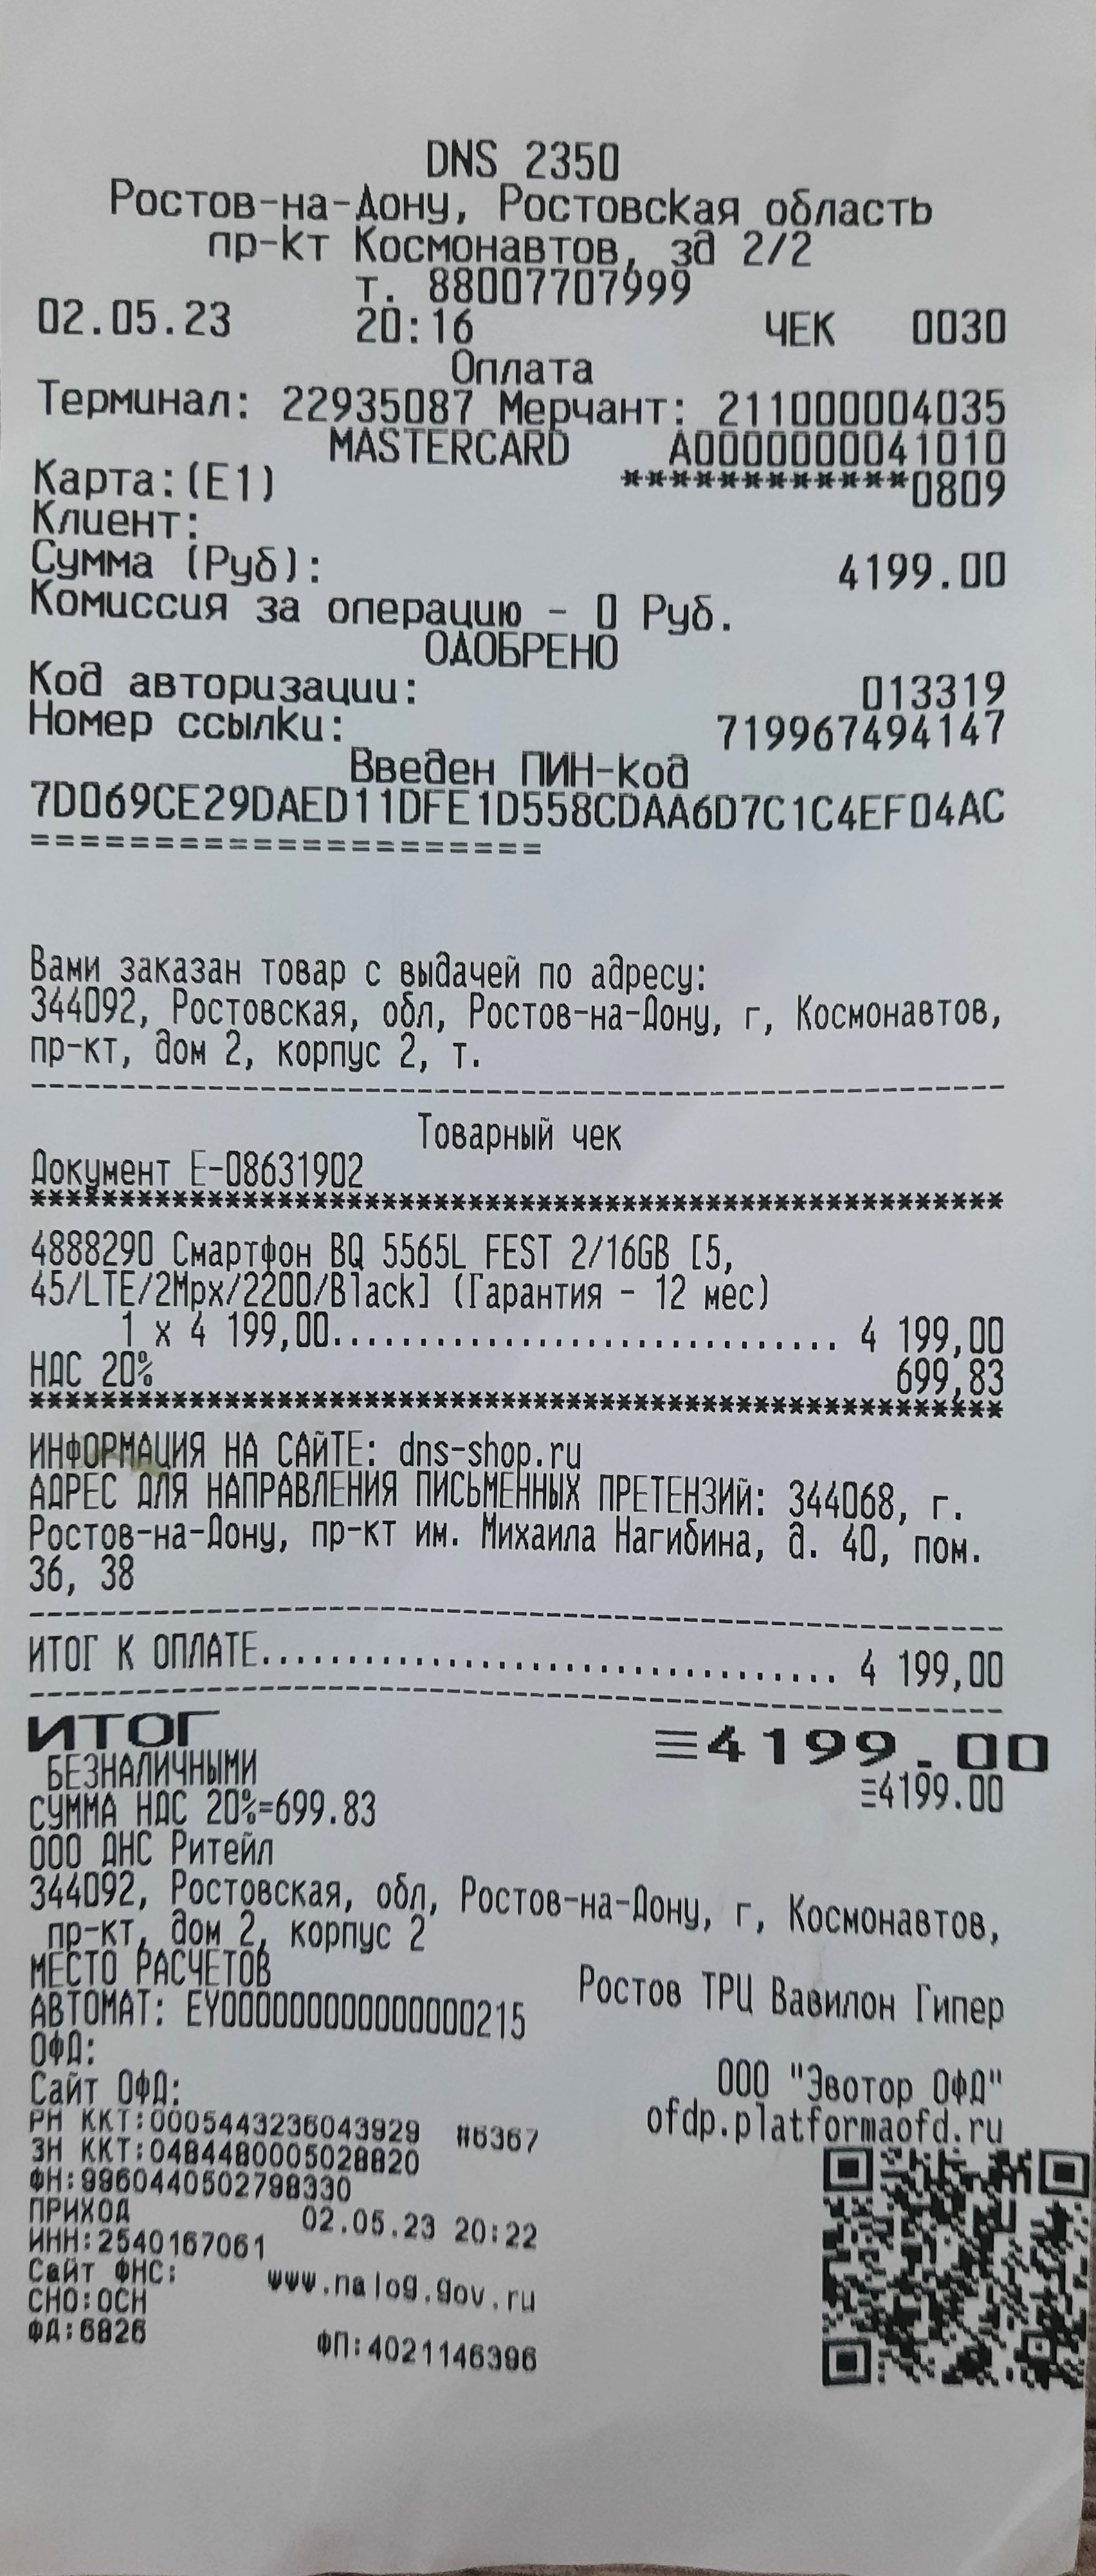 DNS 2350
Ростов-на-Дону, Ростовская область
пр-кт Космонавтов, зд 2/2
т. 88007707999
02.05.23 20:16 ЧЕК 0030
Оплата
Терминал: 22935087 Мерчант: 211000004035
MASTERCARD A0000000041010
Карта:(E1) ************0809
Клиент:
Сумма (Руб): 4199.00
Комиссия за операцию - 0 Руб.
ОДОБРЕНО
Код авторизации: 013319
Номер ссылки: 719967494147
Введен ПИН-код
7D069CE29DAED11DFE1D558CDAA6D7C1C4EF04AC
=====================
Вами заказан товар с выдачей по адресу:
344092, Ростовская, обл, Ростов-на-Дону, г, Космонавтов,
пр-кт, дом 2, корпус 2, т.
Товарный чек
Документ Е-08631902
4888290 Смартфон BQ 5565L FEST 2/16GB [5,
45/LTE/2Mpx/2200/Black] (Гарантия - 12 мес)
1 x 4 199,00.................................. 4 199,00
НДС 20% 699,83
ИНФОРМАЦИЯ НА САЙТЕ: dns-shop.ru
АДРЕС ДЛЯ НАПРАВЛЕНИЯ ПИСЬМЕННЫХ ПРЕТЕНЗИЙ: 344068, г.
Ростов-на-Дону, пр-кт им. Михаила Нагибина, д. 40, пом.
36, 38
ИТОГ К ОПЛАТЕ...................................... 4 199,00
ИТОГ ≡4199.00
БЕЗНАЛИЧНЫМИ ≡4199.00
СУММА НДС 20%=699.83
ООО ДНС Ритейл
344092, Ростовская, обл, Ростов-на-Дону, г, Космонавтов,
пр-кт, дом 2, корпус 2
МЕСТО РАСЧЕТОВ Ростов ТРЦ Вавилон Гипер
АВТОМАТ: EY0000000000000000215
ОФД: ООО "Эвотор ОФД"
Сайт ОФД: ofdp.platformaofd.ru
РН ККТ:0005443236043929 #6367
ЗН ККТ:0484480005028820
ФН:9960440502798330
ПРИХОД 02.05.23 20:22
ИНН:2540167061
Сайт ФНС: www.nalog.gov.ru
СНО:ОСН
ФД:6826 ФП:4021146396